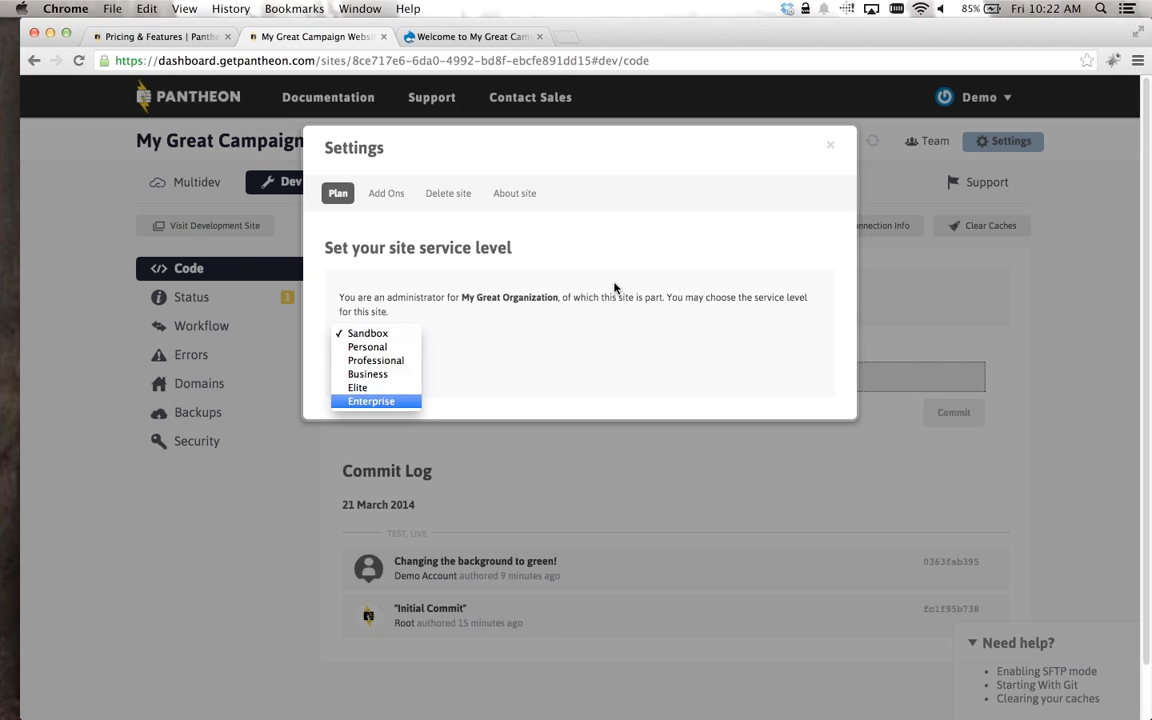 Chrome File Edit View History Bookmarks Window Help 85% Fri 10:22 AM
Pricing & Features | Panthe
My Great Campaign Websi
Welcome to My Great Cam
https://dashboard.getpantheon.com/sites/8ce717e6-6da0-4992-bd8f-ebcfe891dd15#dev/code
PANTHEON Documentation Support Contact Sales Demo
My Great Campaign
Team Settings
Settings
Multidev Dev
Support
Plan Add Ons Delete site About site
Visit Development Site
nnection Info Clear Caches
Set your site service level
Code
Status 1
Workflow
Errors
Domains
Backups
Security
You are an administrator for My Great Organization, of which this site is part. You may choose the service level
for this site.
✓ Sandbox
Personal
Professional
Business
Elite
Enterprise
Commit
Commit Log
21 March 2014
TEST, LIVE
Changing the background to green!
Demo Account authored 9 minutes ago
0363fab395
"Initial Commit"
Root authored 15 minutes ago
fc1f95b738
Need help?
Enabling SFTP mode
Starting With Git
Clearing your caches